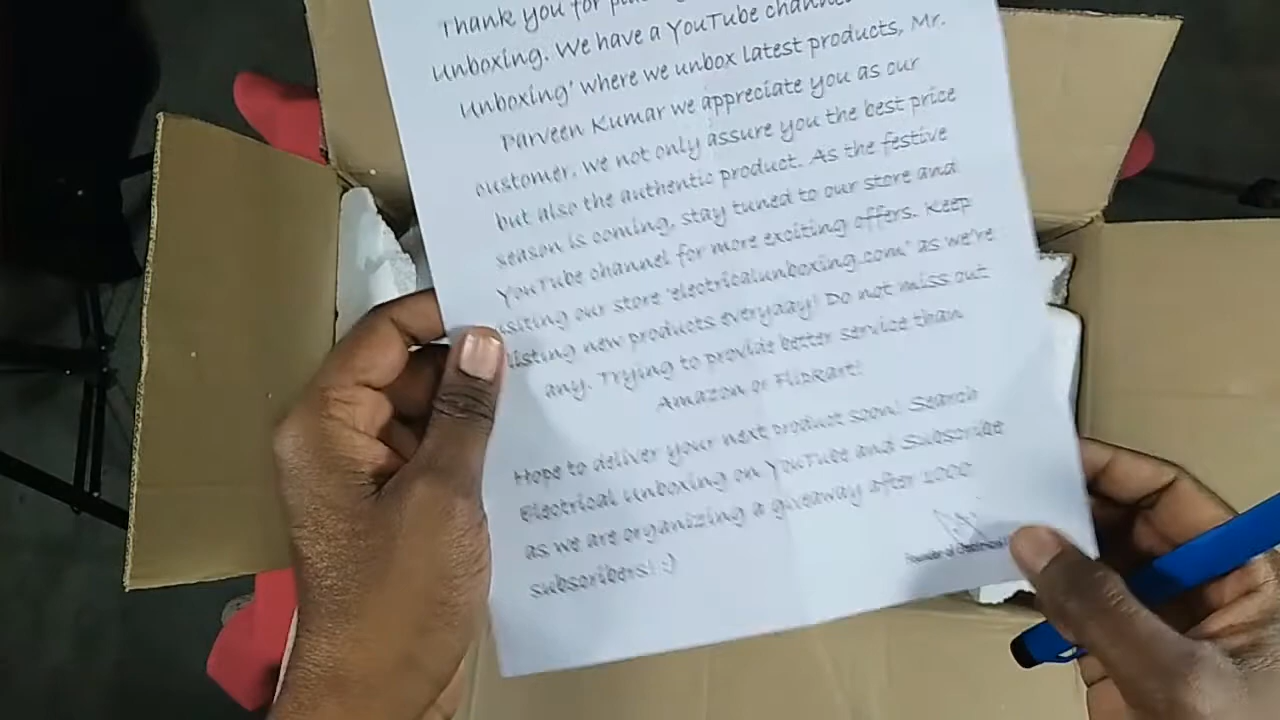 Thank you for
unboxing. We have a YouTube channel
Unboxing' where we unbox latest products, Mr.
Parveen Kumar we appreciate you as our
customer. we not only assure you the best price
but also the authentic product. As the festive
season is coming, stay tuned to our store and
YouTube channel for more exciting offers. Keep
visiting our store 'electricalunboxing.com' as we're
listing new products everyday! Do not miss out
any. Trying to provide better service than
Amazon or Flipkart!
Hope to deliver your next product soon! Search
Electrical Unboxing on YouTube and Subscribe
as we are organizing a giveaway after 1000
subscribers! :)
Founder of